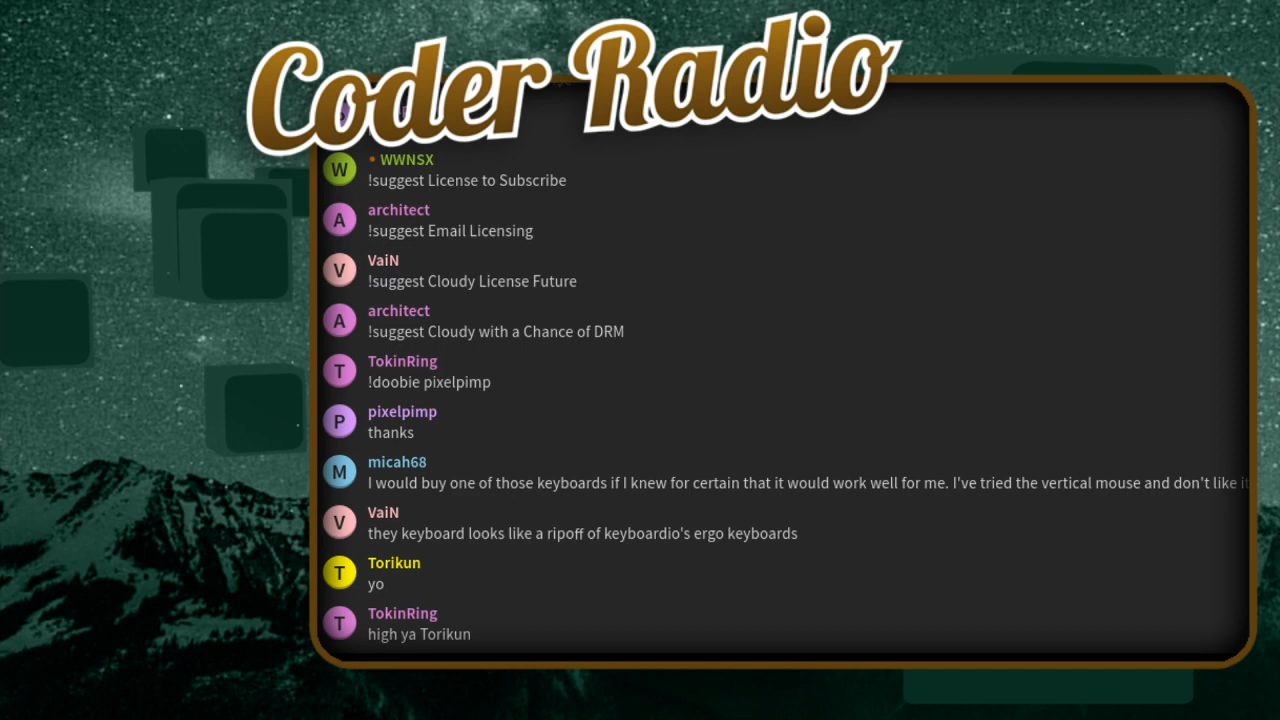 Coder Radio
W
WWNSX
!suggest License to Subscribe
A
architect
!suggest Email Licensing
V
VaiN
!suggest Cloudy License Future
A
architect
!suggest Cloudy with a Chance of DRM
T
TokinRing
!doobie pixelpimp
P
pixelpimp
thanks
M
micah68
I would buy one of those keyboards if I knew for certain that it would work well for me. I've tried the vertical mouse and don't like it
V
VaiN
they keyboard looks like a ripoff of keyboardio's ergo keyboards
T
Torikun
yo
T
TokinRing
high ya Torikun